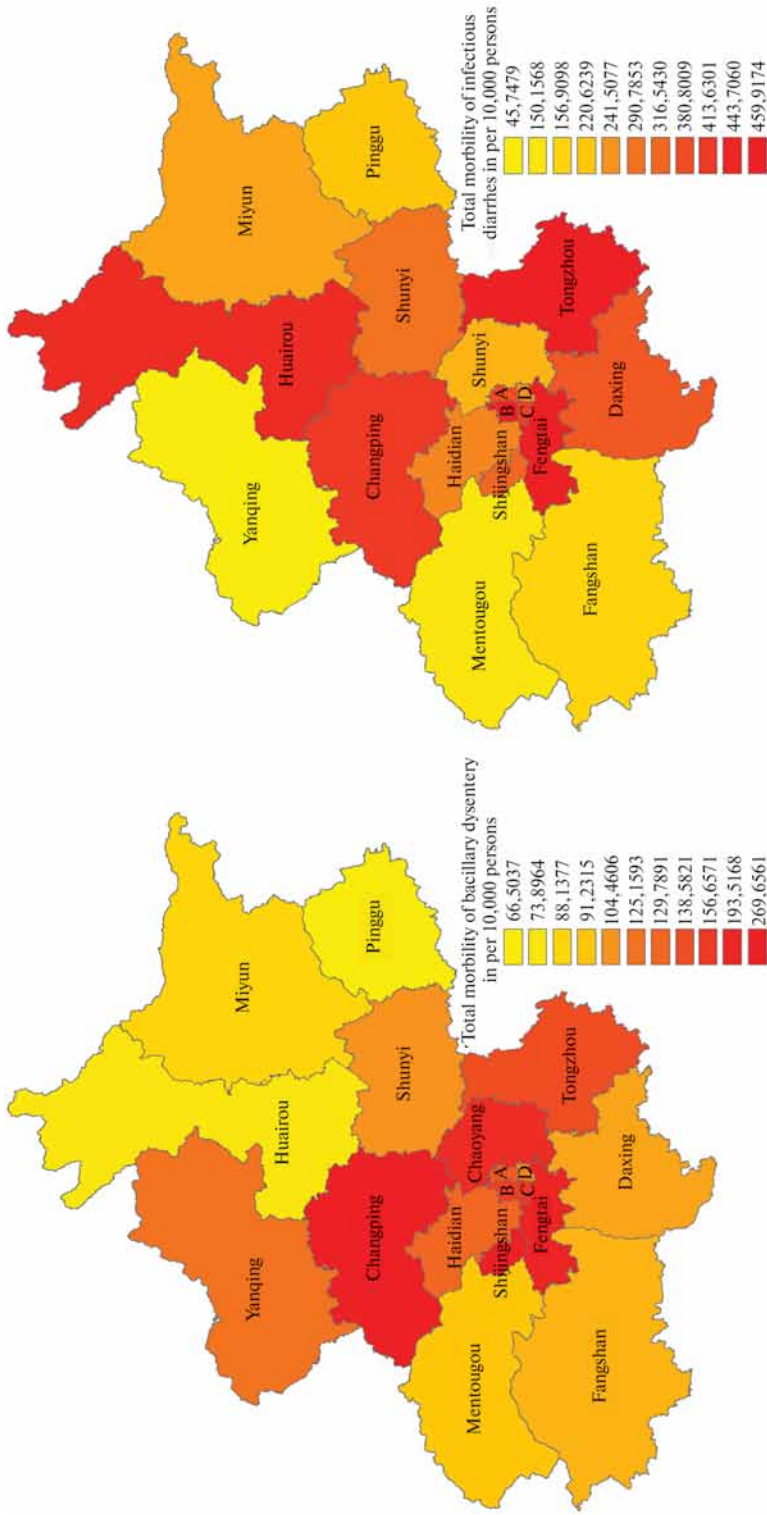 Miyun
Pinggu
Huairou
Yanqing
Shunyi
Changping
Chaoyang
Haidian
Tongzhou
Shijingshan
B A
C D
Fengtai
Mentougou
Daxing
Fangshan
Total morbility of bacillary dysentery
in per 10,000 persons
66,5037
73,8964
88,1377
91,2315
104,4606
125,1593
129,7891
138,5821
156,6571
193,5168
269,6561
Miyun
Pinggu
Huairou
Yanqing
Shunyi
Changping
Shunyi
Haidian
Tongzhou
Shijingshan
B A
C D
Fengtai
Mentougou
Daxing
Fangshan
Total morbility of infectious
diarrhes in per 10,000 persons
45,7479
150,1568
156,9098
220,6239
241,5077
290,7853
316,5430
380,8009
413,6301
443,7060
459,9174